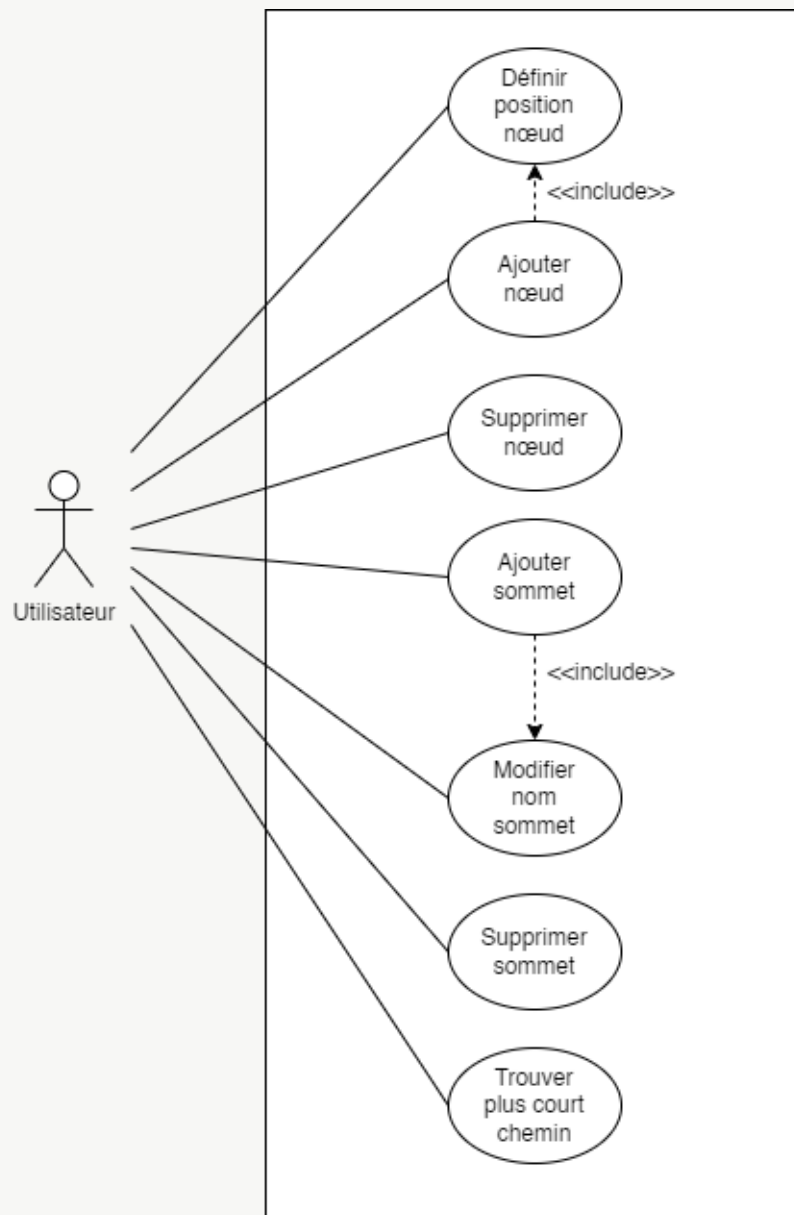 Définir
position
nœud
<<include>>
Ajouter
nœud
Supprimer
nœud
Utilisateur
Ajouter
sommet
<<include>>
Modifier
nom
sommet
Supprimer
sommet
Trouver
plus court
chemin